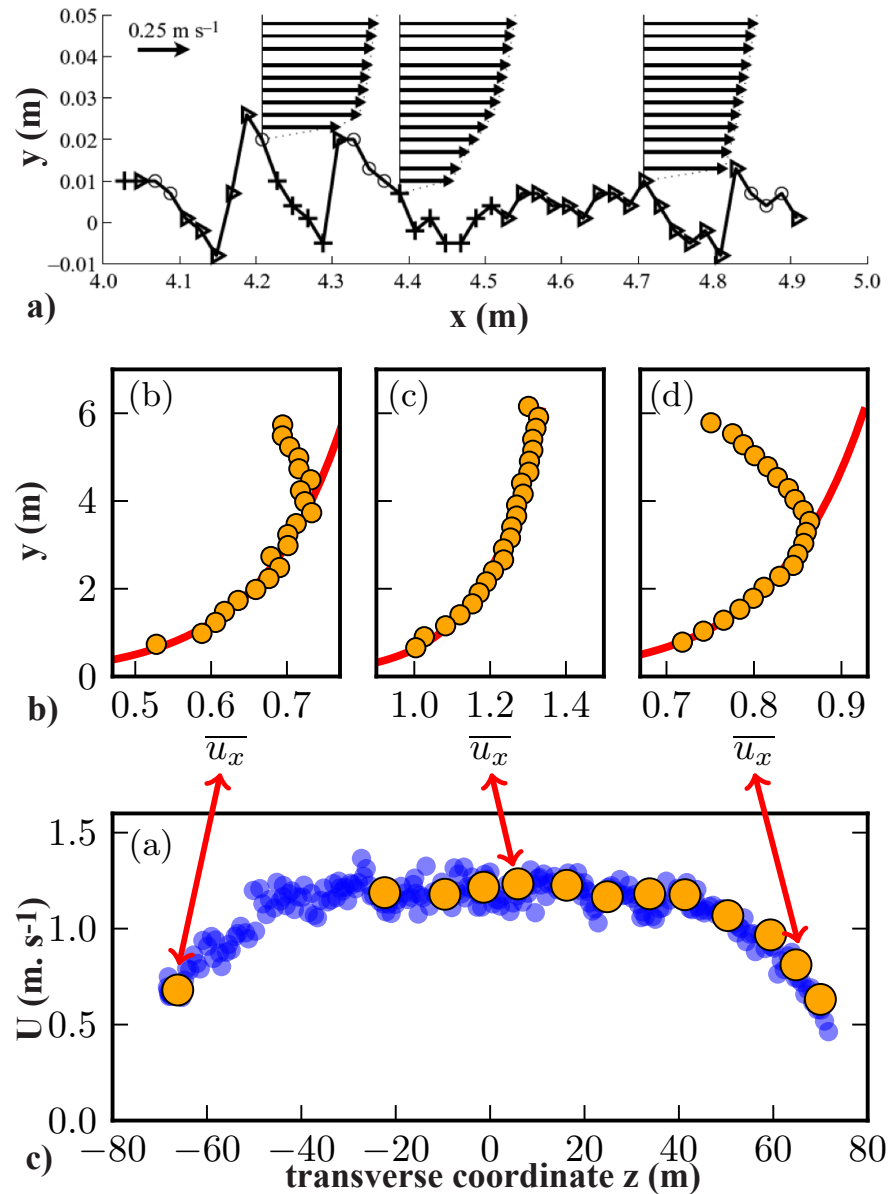 0.05
0.25 m s⁻¹
0.04
0.03
y (m)
0.02
0.01
0
−0.01
4.0 4.1 4.2 4.3 4.4 4.5 4.6 4.7 4.8 4.9 5.0
a)
x (m)
(b) (c) (d)
6
y (m)
4
2
0
b)
0.5 0.6 0.7 1.0 1.2 1.4 0.7 0.8 0.9
u_x u_x u_x
1.5
(a)
U (m. s⁻¹)
1.0
0.5
0.0
−80 −60 −40 −20 0 20 40 60 80
c)
transverse coordinate z (m)